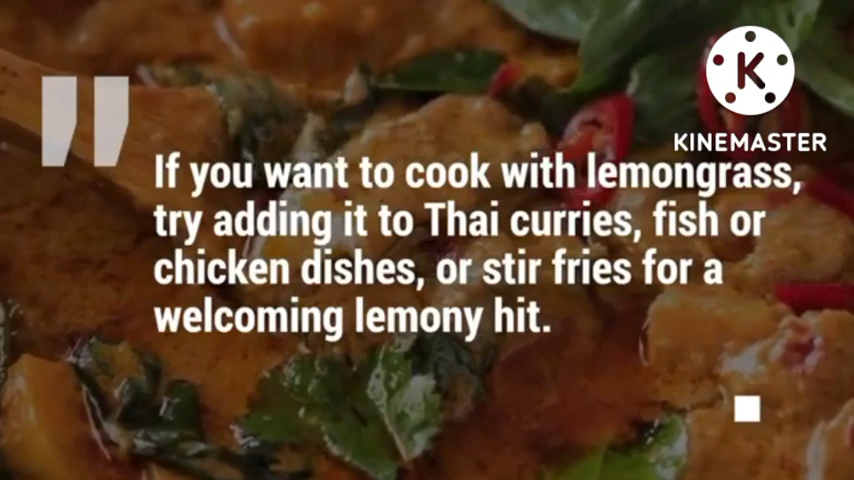 KINEMASTER
If you want to cook with lemongrass,
try adding it to Thai curries, fish or
chicken dishes, or stir fries for a
welcoming lemony hit.